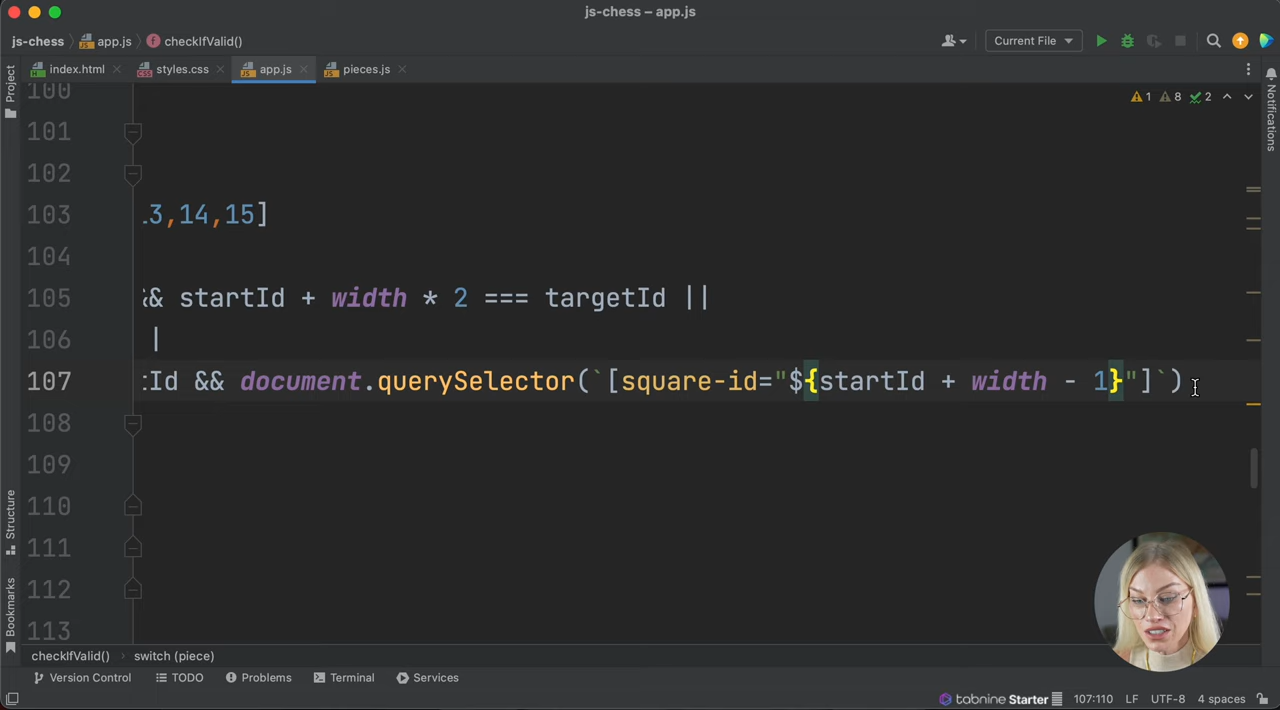 js-chess – app.js
js-chess app.js checkIfValid() Current File
index.html styles.css app.js pieces.js
Project
Notifications
1 8 2
100
101
102
103 13,14,15]
104
105 && startId + width * 2 === targetId ||
106 |
107 tId && document.querySelector(`[square-id="${startId + width - 1}"]`)
108
109
110
111
112
113
Structure
Bookmarks
checkIfValid() switch (piece)
Version Control TODO Problems Terminal Services
tabnine Starter 107:110 LF UTF-8 4 spaces